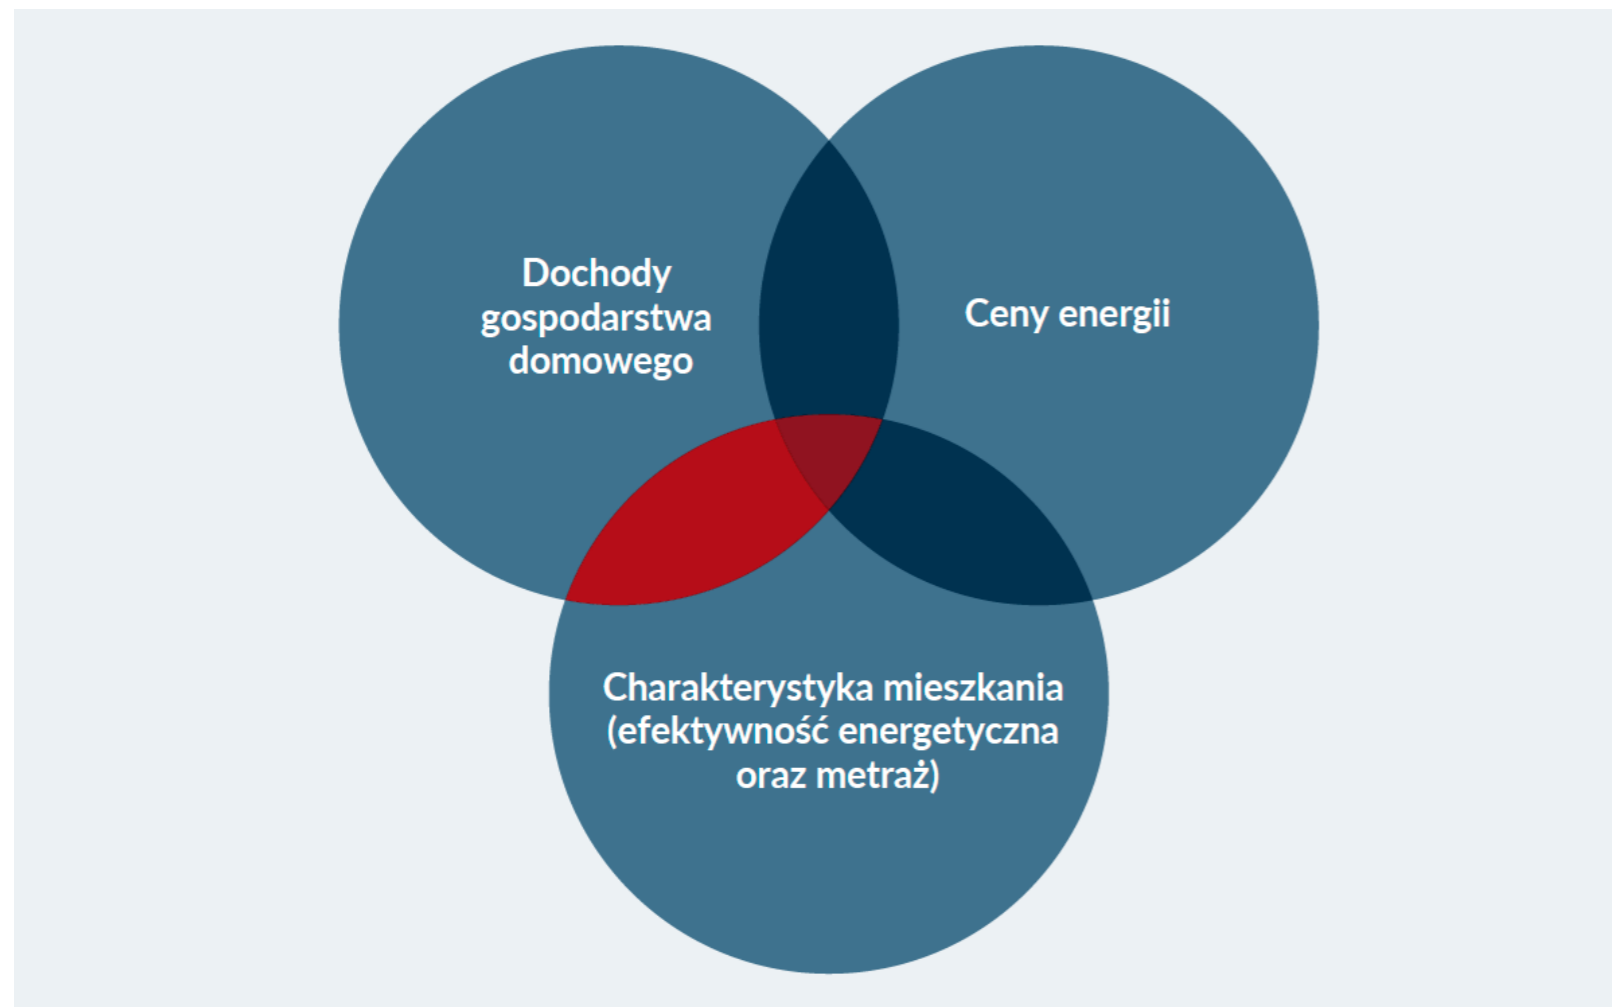 Dochody
gospodarstwa
domowego
Ceny energii
Charakterystyka mieszkania
(efektywność energetyczna
oraz metraż)